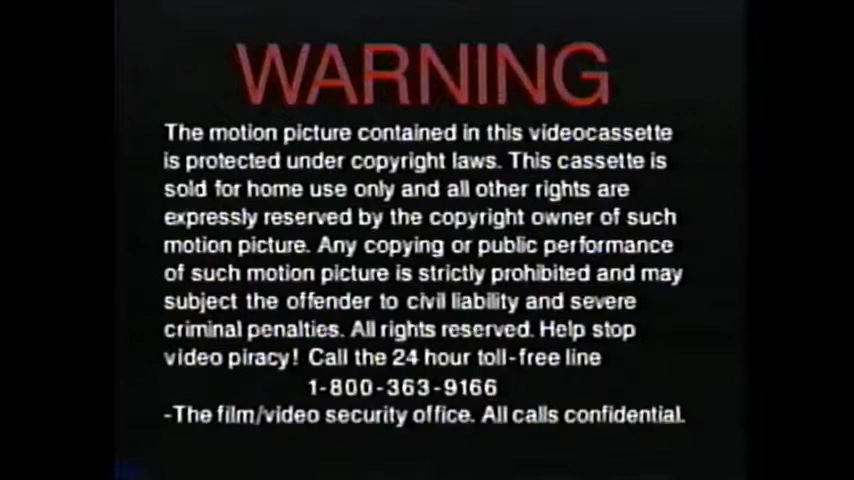 WARNING
The motion picture contained in this videocassette
is protected under copyright laws. This cassette is
sold for home use only and all other rights are
expressly reserved by the copyright owner of such
motion picture. Any copying or public performance
of such motion picture is strictly prohibited and may
subject the offender to civil liability and severe
criminal penalties. All rights reserved. Help stop
video piracy! Call the 24 hour toll-free line
1-800-363-9166
-The film/video security office. All calls confidential.